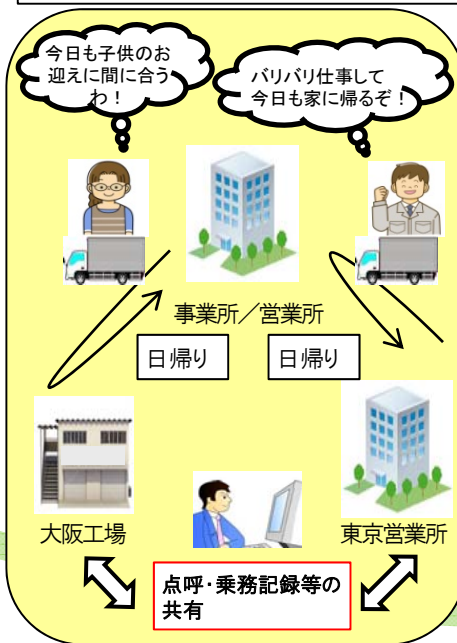 今日も子供のお
迎えに間に合う
わ！
バリバリ仕事して
今日も家に帰るぞ！
事業所／営業所
日帰り
日帰り
大阪工場
東京営業所
点呼・乗務記録等の
共有